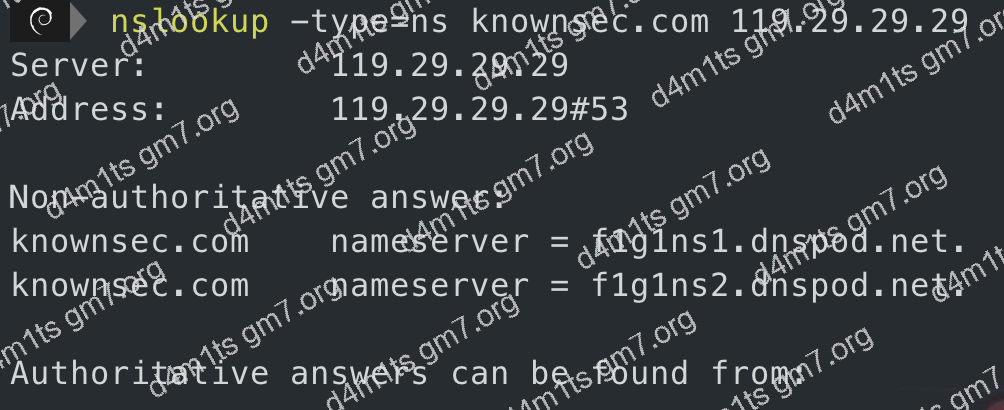 nslookup -type=ns knownsec.com 119.29.29.29
Server: 119.29.29.29
Address: 119.29.29.29#53
Non-authoritative answer:
knownsec.com nameserver = f1g1ns1.dnspod.net.
knownsec.com nameserver = f1g1ns2.dnspod.net.
Authoritative answers can be found from:
d4m1ts gm7.org